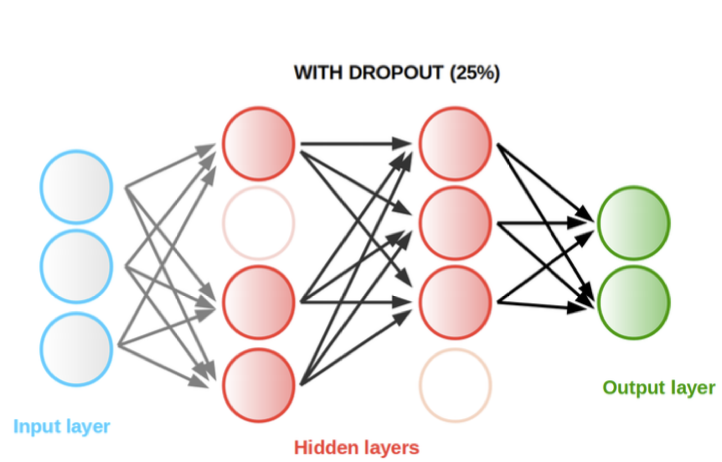 WITH DROPOUT (25%)
Output layer
Input layer
Hidden layers